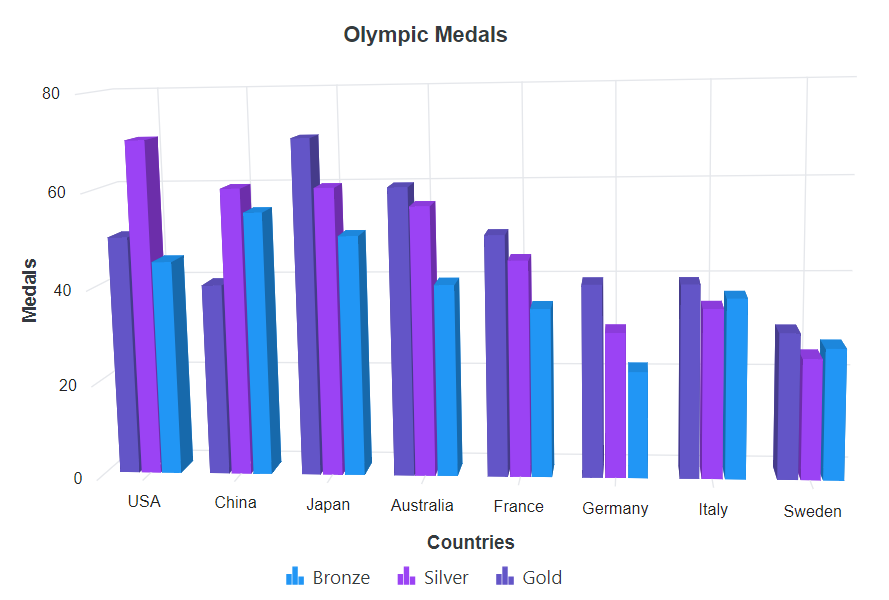 Olympic Medals
80
60
40
20
0
Medals
USA China Japan Australia France Germany Italy Sweden
Countries
Bronze Silver Gold